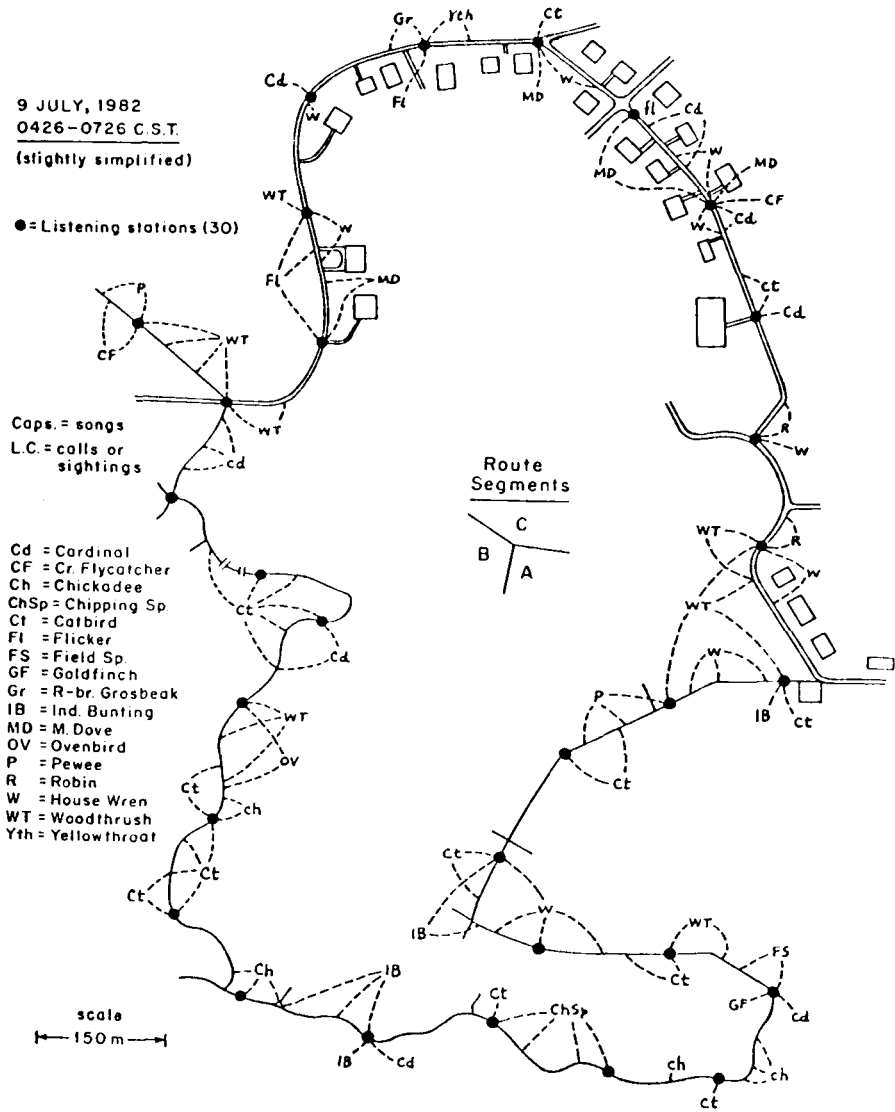 9 JULY, 1982
0426-0726 C.S.T.
(slightly simplified)
●= Listening stations (30)
Caps. = songs
L.C. = calls or
sightings
Cd = Cardinal
CF = Cr. Flycatcher
Ch = Chickadee
ChSp = Chipping Sp.
Ct = Catbird
Fl = Flicker
FS = Field Sp.
GF = Goldfinch
Gr = R-br. Grosbeak
IB = Ind. Bunting
MD = M. Dove
OV = Ovenbird
P = Pewee
R = Robin
W = House Wren
WT = Woodthrush
Yth = Yellowthroat
scale
150 m
Route
Segments
C
B
A
Gr
Yth
Ct
Cd
W
Fl
MD
W
fl
Cd
W
MD
MD
CF
Cd
W
WT
W
Fl
MD
Ct
Cd
P
CF
WT
WT
Cd
R
W
WT
R
W
WT
Ct
Cd
W
P
IB
Ct
WT
OV
Ct
Ct
ch
Ct
Ct
Ct
IB
W
WT
Ct
FS
GF
Cd
Ch
IB
Ct
ChSp
IB
Cd
ch
ch
Ct